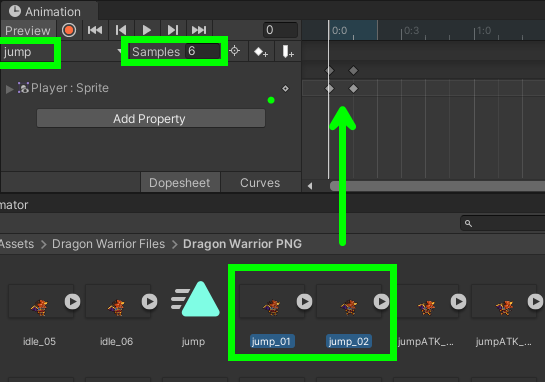 Animation
Preview 0 0:0 0:3 1:0
jump Samples 6
Player : Sprite
Add Property
Dopesheet Curves
mator
Assets > Dragon Warrior Files > Dragon Warrior PNG
idle_05 idle_06 jump jump_01 jump_02 jumpATK_... jumpATK_...